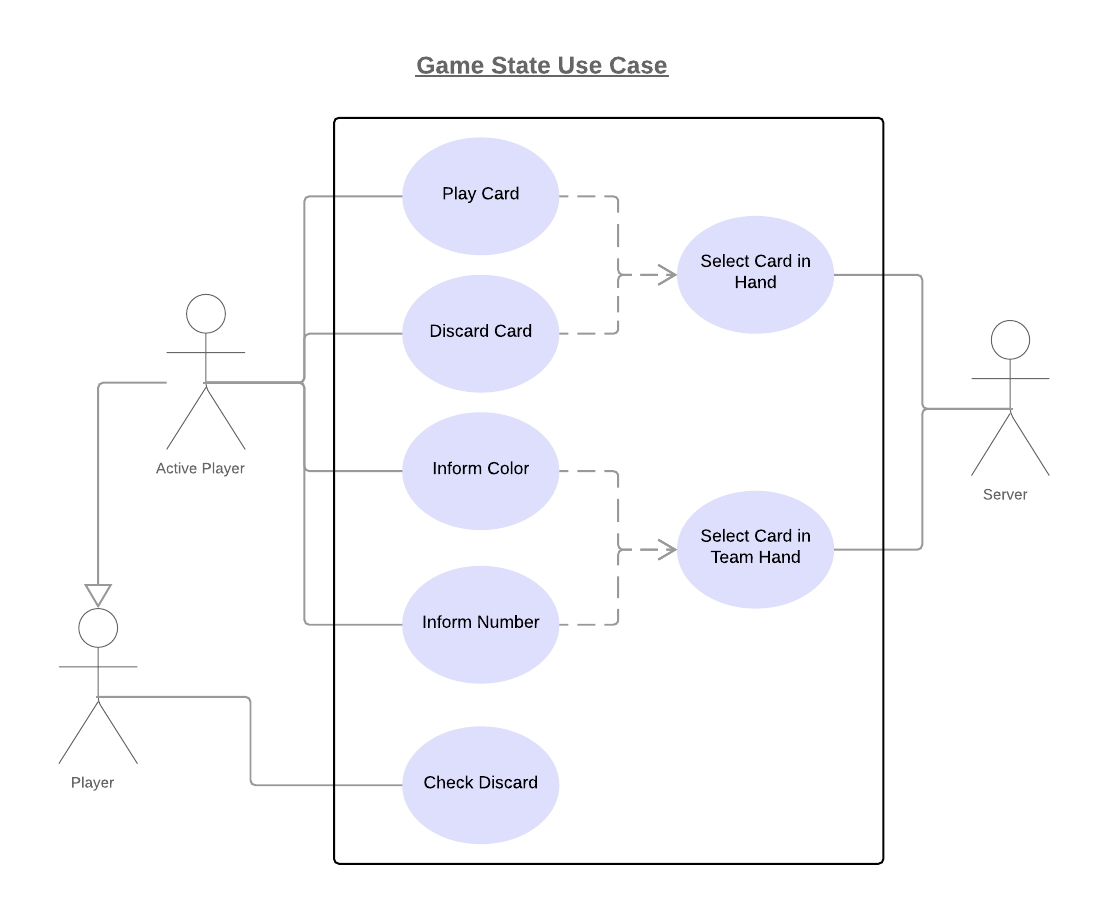 Game State Use Case
Play Card
Select Card in
Hand
Discard Card
Active Player
Inform Color
Server
Select Card in
Team Hand
Inform Number
Player
Check Discard